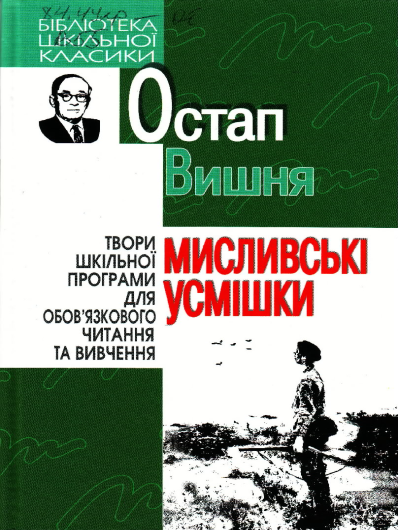 БІБЛІОТЕКА
ШКІЛЬНОЇ
КЛАСИКИ
Остап
Вишня
ТВОРИ
ШКІЛЬНОЇ
ПРОГРАМИ
ДЛЯ
ОБОВ'ЯЗКОВОГО
ЧИТАННЯ
ТА ВИВЧЕННЯ
МИСЛИВСЬКІ
УСМІШКИ